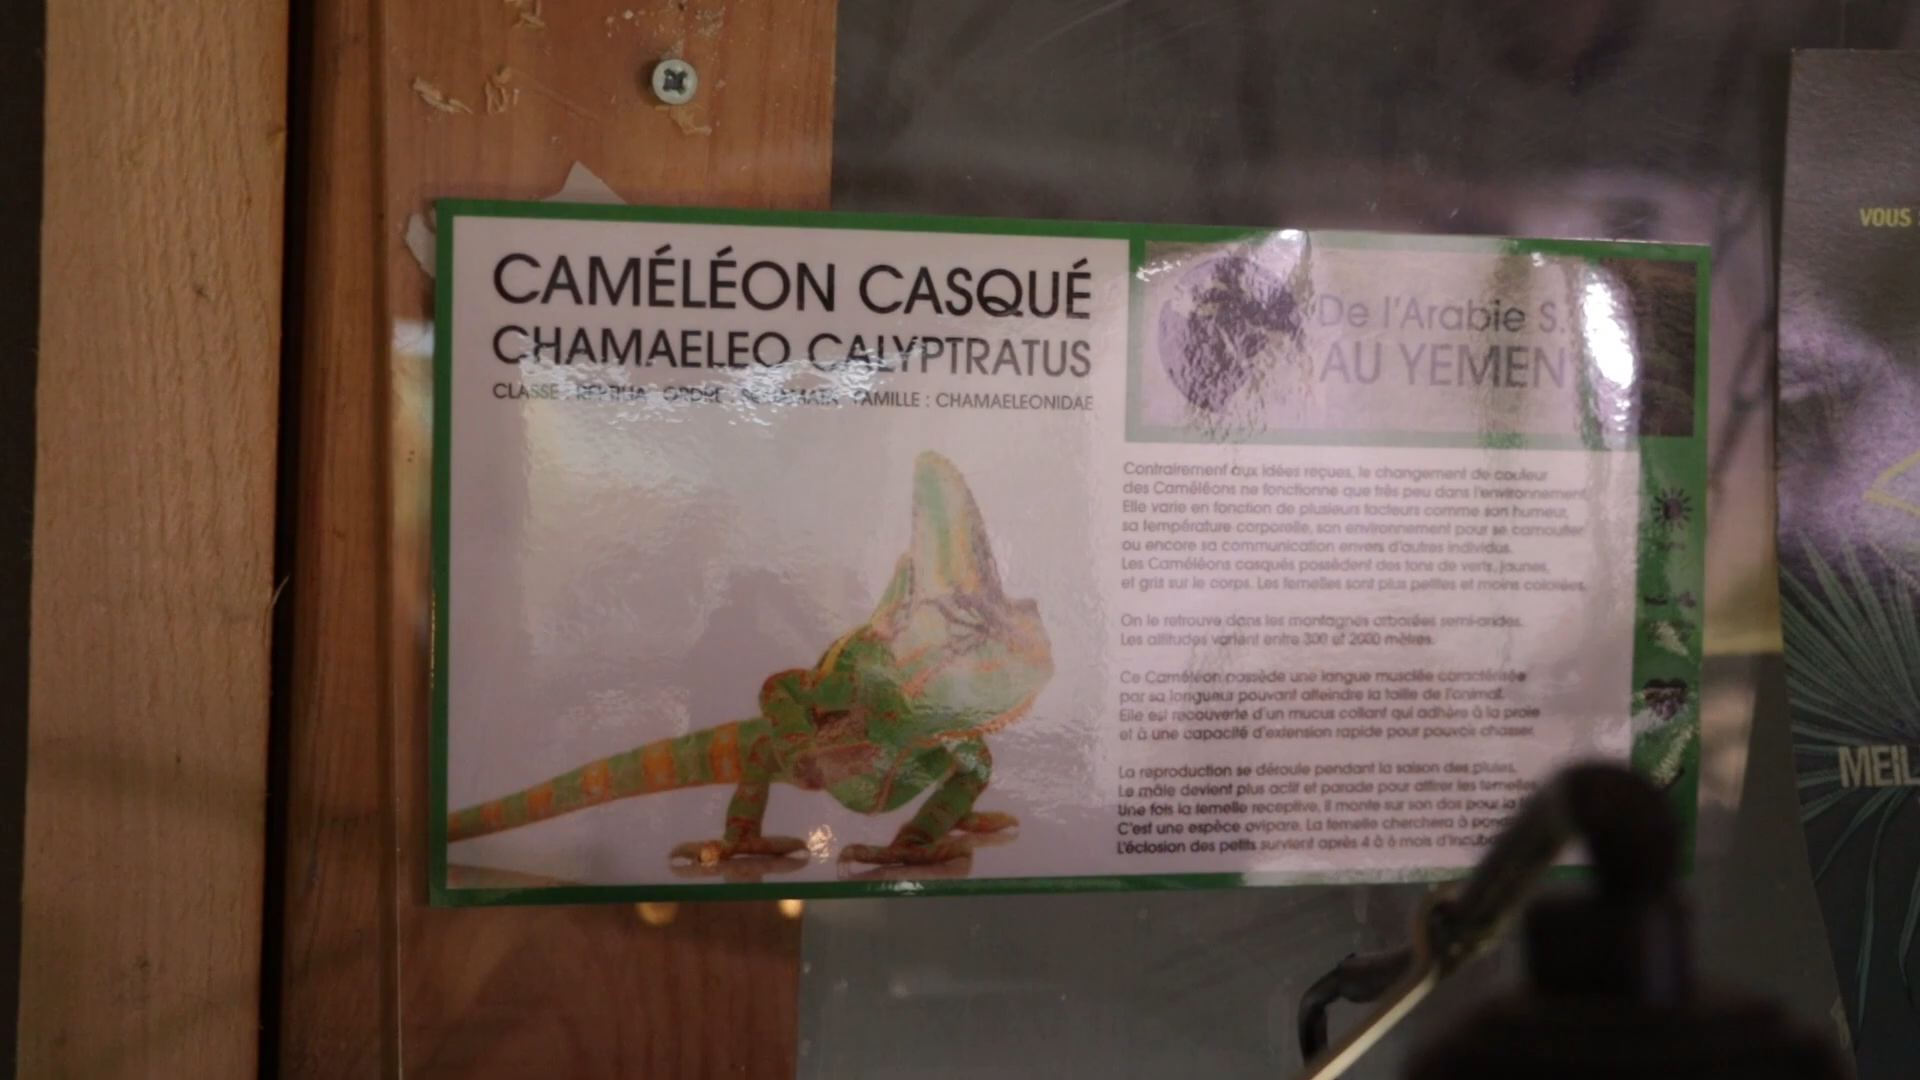 CAMÉLÉON CASQUÉ
CHAMAELEO CALYPTRATUS
CLASSE : REPTILIA ORDRE : SQUAMATA FAMILLE : CHAMAELEONIDAE
De l'Arabie S.
AU YEMEN
Contrairement aux idées reçues, le changement de couleur
des Caméléons ne fonctionne que très peu dans l'environnement.
Elle varie en fonction de plusieurs facteurs comme son humeur,
sa température corporelle, son environnement pour se camoufler
ou encore sa communication envers d'autres individus.
Les Caméléons casqués possèdent des tons de verts, jaunes,
et gris sur le corps. Les femelles sont plus petites et moins colorées.
On le retrouve dans les montagnes arborées semi-arides.
Les altitudes varient entre 300 et 2000 mètres.
Ce Caméléon possède une langue musclée caractérisée
par sa longueur pouvant atteindre la taille de l'animal.
Elle est recouverte d'un mucus collant qui adhère à la proie
et à une capacité d'extension rapide pour pouvoir chasser.
La reproduction se déroule pendant la saison des pluies.
Le mâle devient plus actif et parade pour attirer les femelles
Une fois la femelle receptive, il monte sur son dos pour la
C'est une espèce ovipare. La femelle cherchera à
L'éclosion des petits survient après 4 à 6 mois
VOUS
MEIL